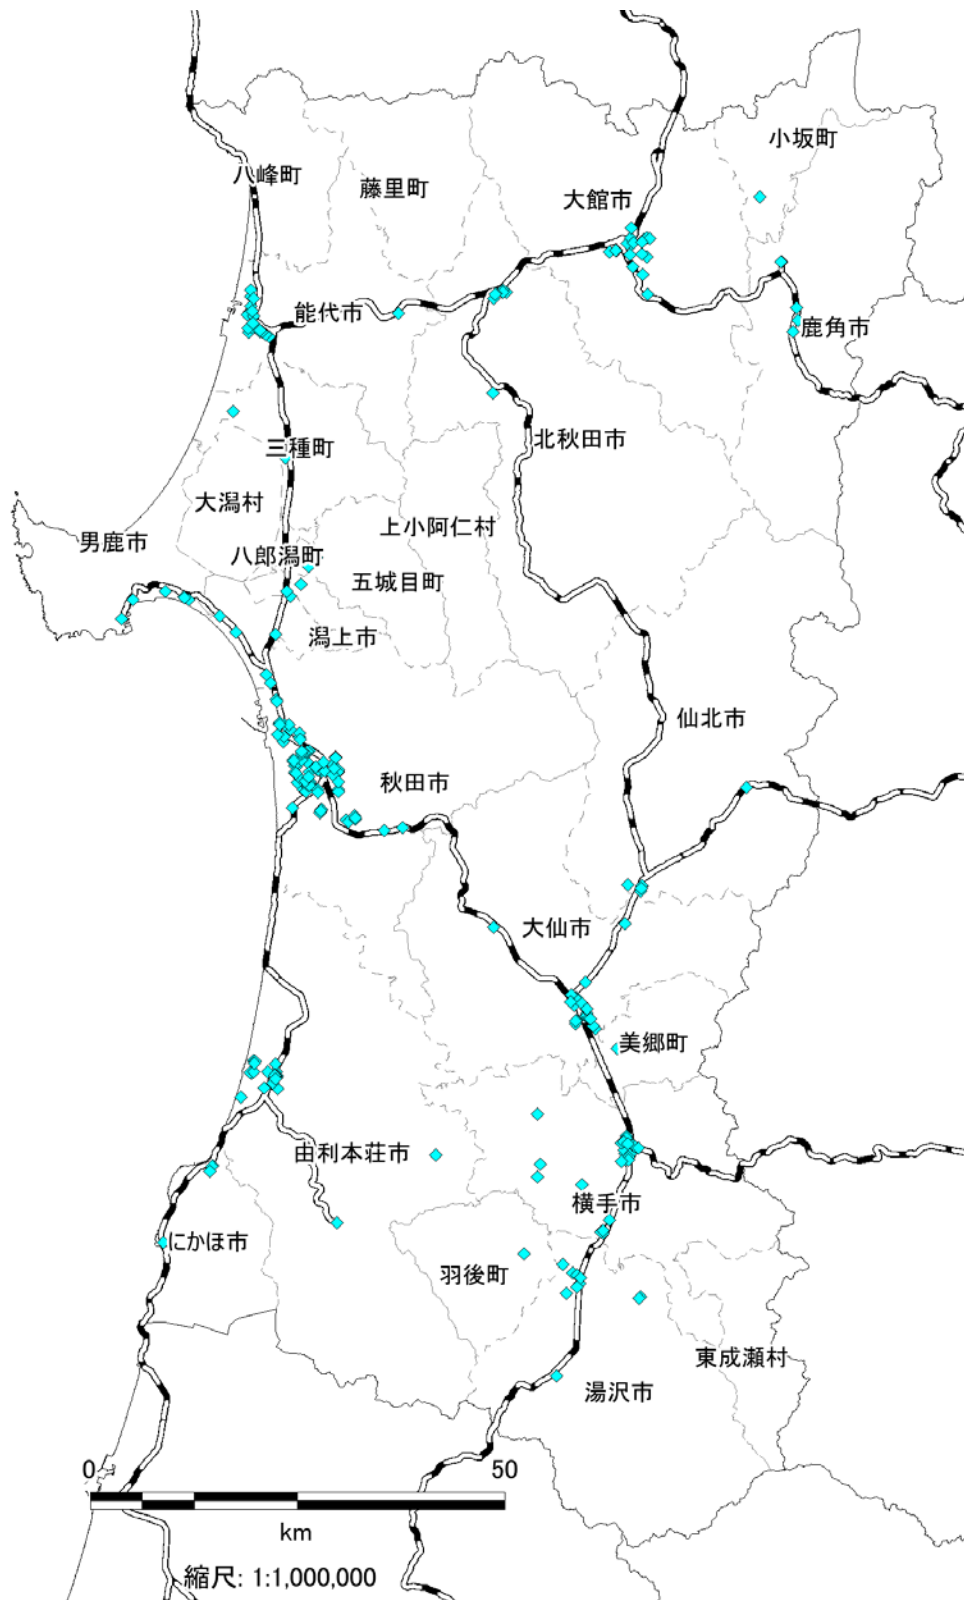 小坂町
八峰町
藤里町
大館市
能代市
鹿角市
三種町
北秋田市
大潟村
上小阿仁村
男鹿市
八郎潟町
五城目町
潟上市
仙北市
秋田市
大仙市
美郷町
由利本荘市
横手市
にかほ市
羽後町
東成瀬村
湯沢市
0 50
km
縮尺: 1:1,000,000